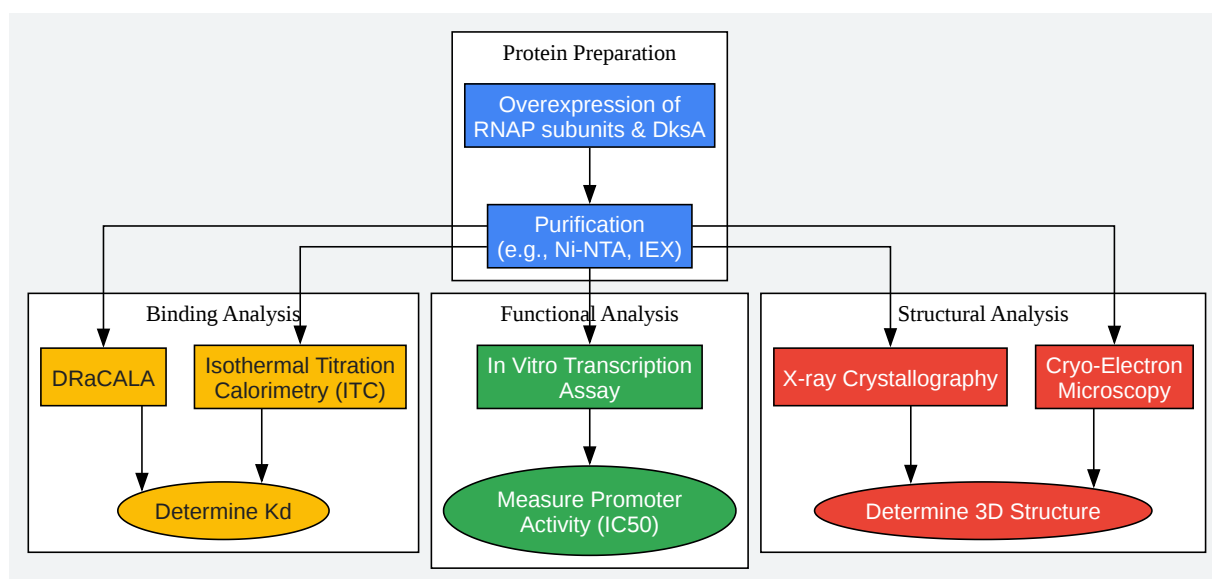 Protein Preparation
Overexpression of
RNAP subunits & DksA
Purification
(e.g., Ni-NTA, IEX)
Binding Analysis
DRaCALA
Isothermal Titration
Calorimetry (ITC)
Determine Kd
Functional Analysis
In Vitro Transcription
Assay
Measure Promoter
Activity (IC50)
Structural Analysis
X-ray Crystallography
Cryo-Electron
Microscopy
Determine 3D Structure